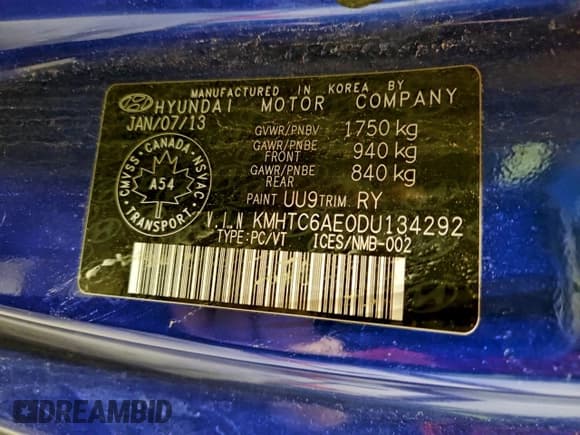 MANUFACTURED IN KOREA BY
HYUNDAI MOTOR COMPANY
JAN/07/13
GVWR/PNBV 1750 kg
GAWR/PNBE FRONT 940 kg
GAWR/PNBE REAR 840 kg
CMVSS · CANADA · NSVAC
A54
TRANSPORT
PAINT UU9 TRIM RY
V.I.N KMHTC6AE0DU134292
TYPE:PC/VT ICES/NMB-002
DREAMBID